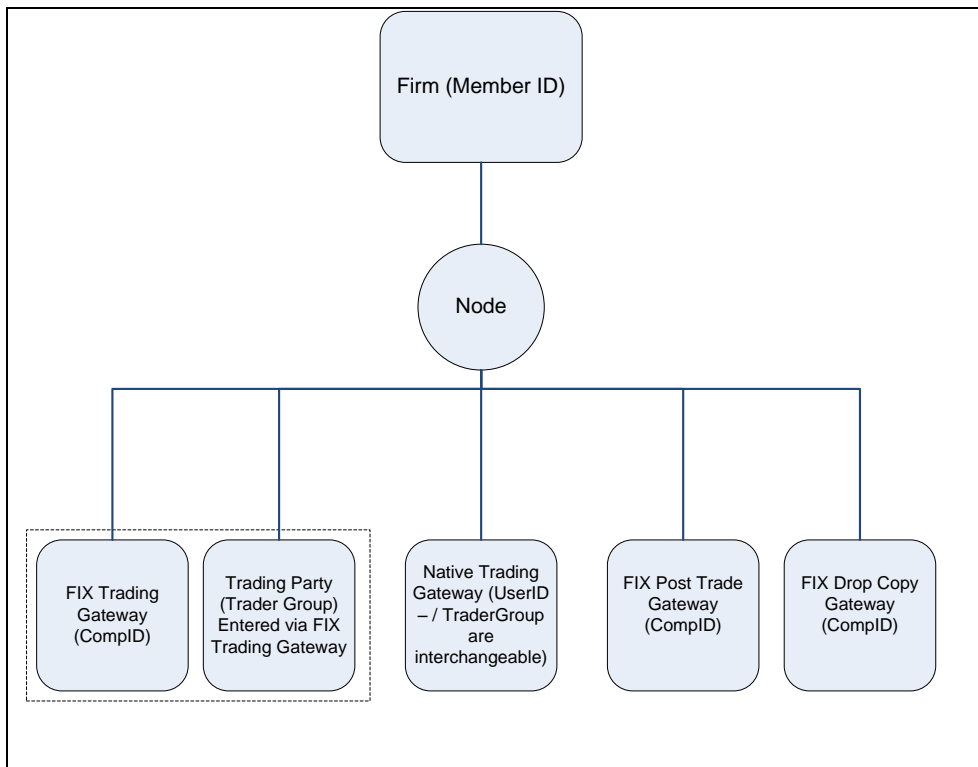 Firm (Member ID)
Node
FIX Trading
Gateway
(CompID)
Trading Party
(Trader Group)
Entered via FIX
Trading Gateway
Native Trading
Gateway (UserID
– / TraderGroup
are
interchangeable)
FIX Post Trade
Gateway
(CompID)
FIX Drop Copy
Gateway
(CompID)